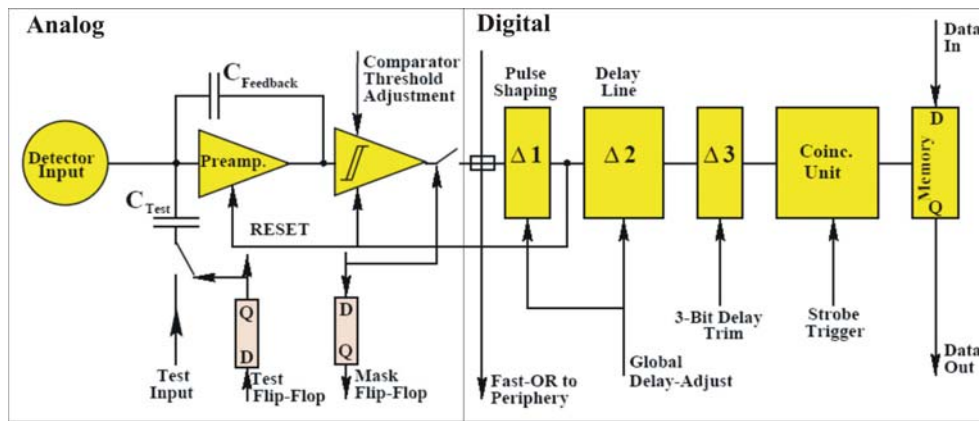 Analog
Digital
C Feedback
Comparator
Threshold
Adjustment
Pulse
Shaping
Delay
Line
Data
In
Detector
Input
Preamp.
Δ 1
Δ 2
Δ 3
Coinc.
Unit
D
Memory
Q
C Test
RESET
Q
D
D
Q
Test
Input
Test
Flip-Flop
Mask
Flip-Flop
Fast-OR to
Periphery
Global
Delay-Adjust
3-Bit Delay
Trim
Strobe
Trigger
Data
Out